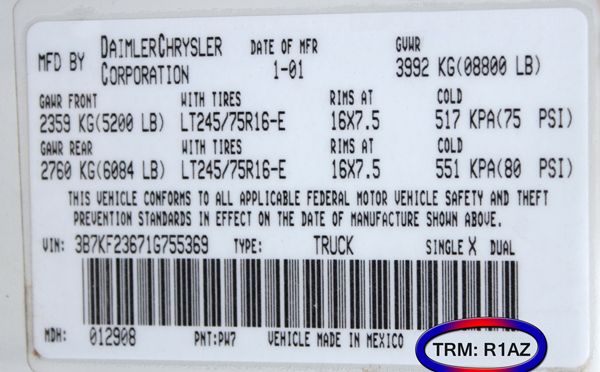 MFD BY DAIMLERCHRYSLER CORPORATION DATE OF MFR 1-01 GVWR 3992 KG(08800 LB)
GAWR FRONT WITH TIRES RIMS AT COLD
2359 KG(5200 LB) LT245/75R16-E 16X7.5 517 KPA(75 PSI)
GAWR REAR WITH TIRES RIMS AT COLD
2760 KG(6084 LB) LT245/75R16-E 16X7.5 551 KPA(80 PSI)
THIS VEHICLE CONFORMS TO ALL APPLICABLE FEDERAL MOTOR VEHICLE SAFETY AND THEFT
PREVENTION STANDARDS IN EFFECT ON THE DATE OF MANUFACTURE SHOWN ABOVE.
VIN: 3B7KF23671G755369 TYPE: TRUCK SINGLE X DUAL
MDH: 012908 PNT:PW7 VEHICLE MADE IN MEXICO
TRM: R1AZ